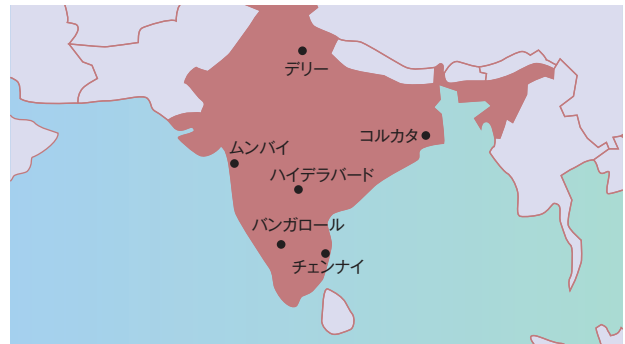 デリー
コルカタ
ムンバイ
ハイデラバード
バンガロール
チェンナイ